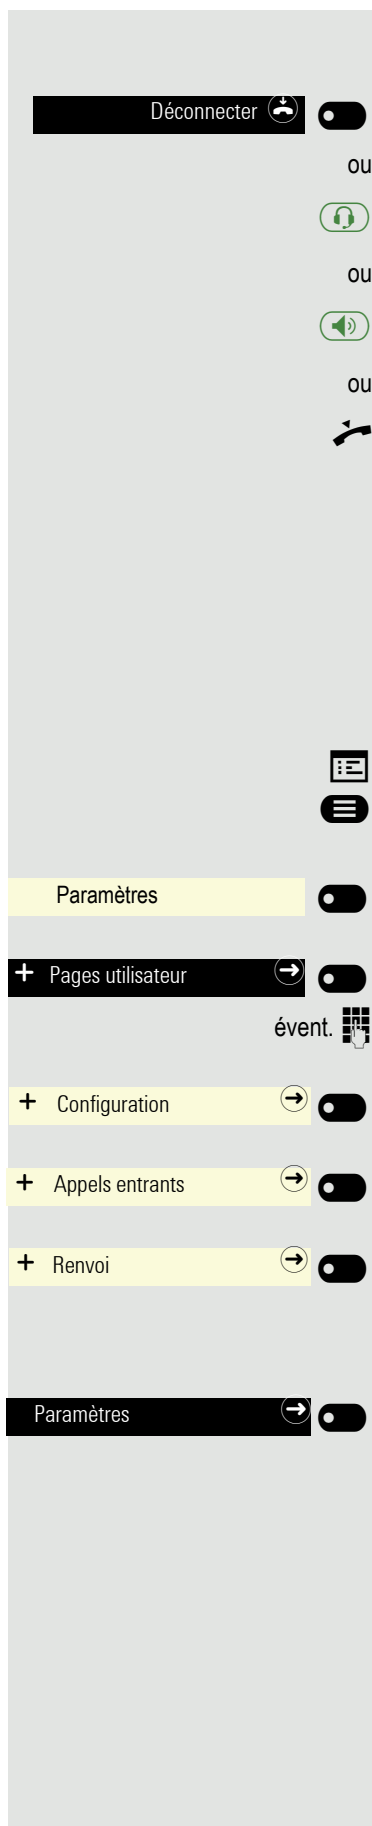 Déconnecter
ou
ou
ou
Paramètres
+ Pages utilisateur
évent.
+ Configuration
+ Appels entrants
+ Renvoi
Paramètres